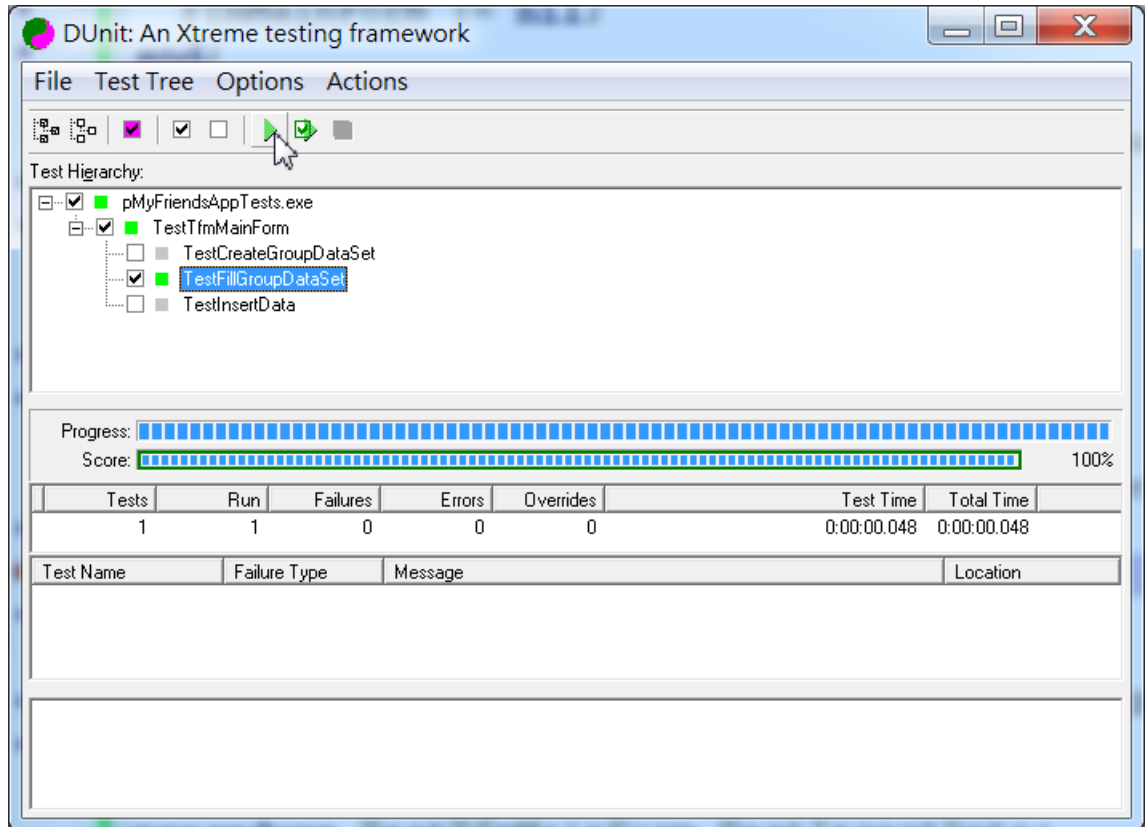 DUnit: An Xtreme testing framework
File Test Tree Options Actions
Test Hierarchy:
pMyFriendsAppTests.exe
TestTfmMainForm
TestCreateGroupDataSet
TestFillGroupDataSet
TestInsertData
Progress:
Score: 100%
Tests Run Failures Errors Overrides Test Time Total Time
1 1 0 0 0 0:00:00.048 0:00:00.048
Test Name Failure Type Message Location